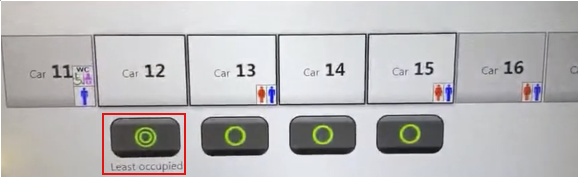 Car 11 WC
Car 12
Car 13
Car 14
Car 15
Car 16
Least occupied